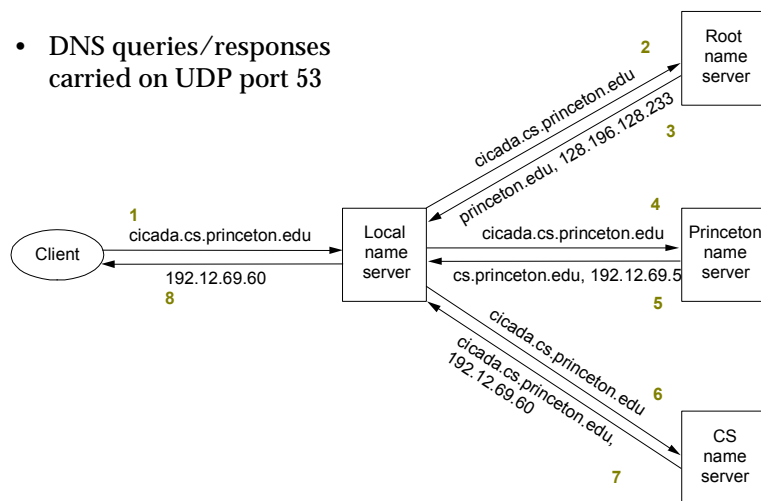 • DNS queries/responses
carried on UDP port 53
2
Root
name
server
cicada.cs.princeton.edu
princeton.edu, 128.196.128.233
3
1
cicada.cs.princeton.edu
Client
192.12.69.60
8
Local
name
server
4
cicada.cs.princeton.edu
Princeton
name
server
cs.princeton.edu, 192.12.69.5
5
cicada.cs.princeton.edu
cicada.cs.princeton.edu,
192.12.69.60
6
CS
name
server
7